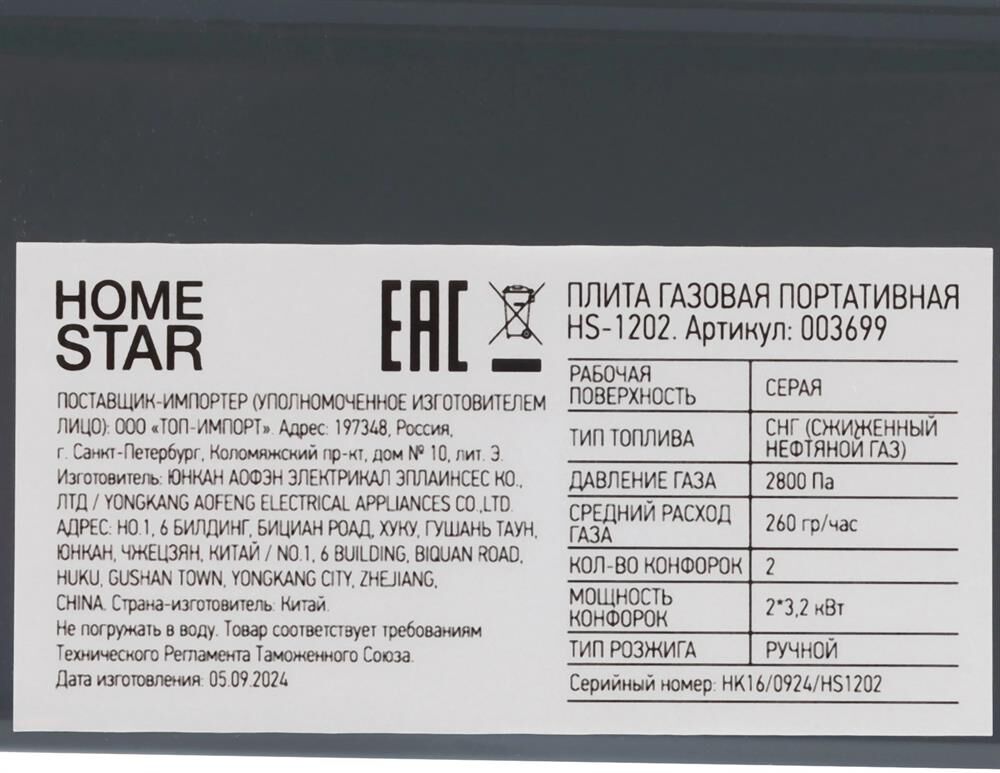 HOME
STAR
EAC
ПОСТАВЩИК-ИМПОРТЕР (УПОЛНОМОЧЕННОЕ ИЗГОТОВИТЕЛЕМ
ЛИЦО): ООО «ТОП-ИМПОРТ». Адрес: 197348, Россия,
г. Санкт-Петербург, Коломяжский пр-кт, дом № 10, лит. Э.
Изготовитель: ЮНКАН АОФЭН ЭЛЕКТРИКАЛ ЭППЛАИНСЕС КО.,
ЛТД / YONGKANG AOFENG ELECTRICAL APPLIANCES CO.,LTD.
АДРЕС: НО.1, 6 БИЛДИНГ, БИЦИАН РОАД, ХУКУ, ГУШАНЬ ТАУН,
ЮНКАН, ЧЖЕЦЗЯН, КИТАЙ / NO.1, 6 BUILDING, BIQUAN ROAD,
HUKU, GUSHAN TOWN, YONGKANG CITY, ZHEJIANG,
CHINA. Страна-изготовитель: Китай.
Не погружать в воду. Товар соответствует требованиям
Технического Регламента Таможенного Союза.
Дата изготовления: 05.09.2024
ПЛИТА ГАЗОВАЯ ПОРТАТИВНАЯ
HS-1202. Артикул: 003699
РАБОЧАЯ
ПОВЕРХНОСТЬ
СЕРАЯ
ТИП ТОПЛИВА
СНГ (СЖИЖЕННЫЙ
НЕФТЯНОЙ ГАЗ)
ДАВЛЕНИЕ ГАЗА
2800 Па
СРЕДНИЙ РАСХОД
ГАЗА
260 гр/час
КОЛ-ВО КОНФОРОК
2
МОЩНОСТЬ
КОНФОРОК
2*3,2 кВт
ТИП РОЗЖИГА
РУЧНОЙ
Серийный номер: HK16/0924/HS1202